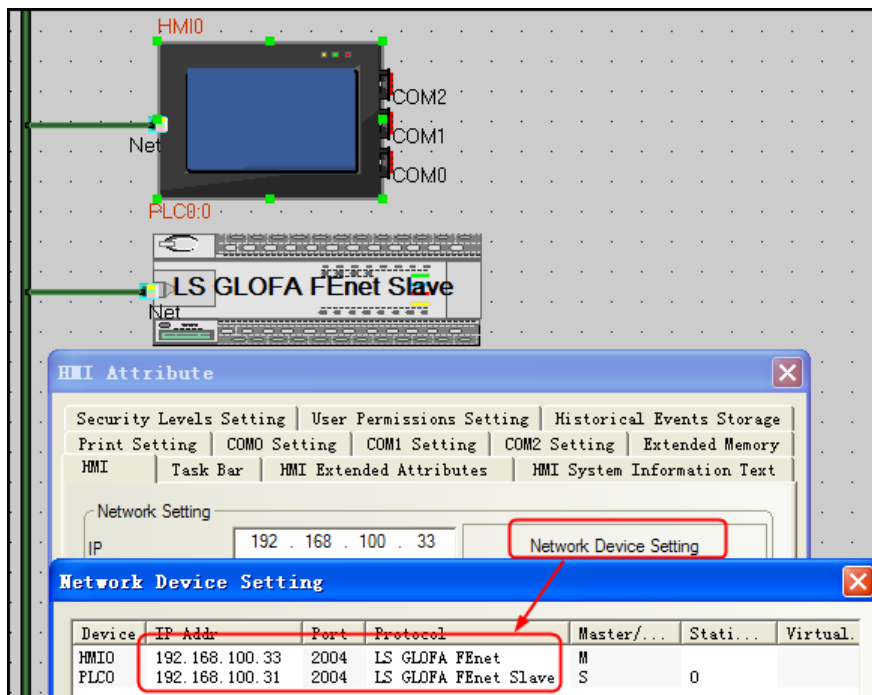 HMI0
COM2
COM1
COM0
Net
PLC0:0
LS GLOFA FEnet Slave
Net
HMI Attribute
Security Levels Setting User Permissions Setting Historical Events Storage
Print Setting COM0 Setting COM1 Setting COM2 Setting Extended Memory
HMI Task Bar HMI Extended Attributes HMI System Information Text
Network Setting
IP 192 . 168 . 100 . 33 Network Device Setting
Network Device Setting
Device IP Addr Port Protocol Master/... Stati... Virtual.
HMI0 192.168.100.33 2004 LS GLOFA FEnet M
PLC0 192.168.100.31 2004 LS GLOFA FEnet Slave S 0